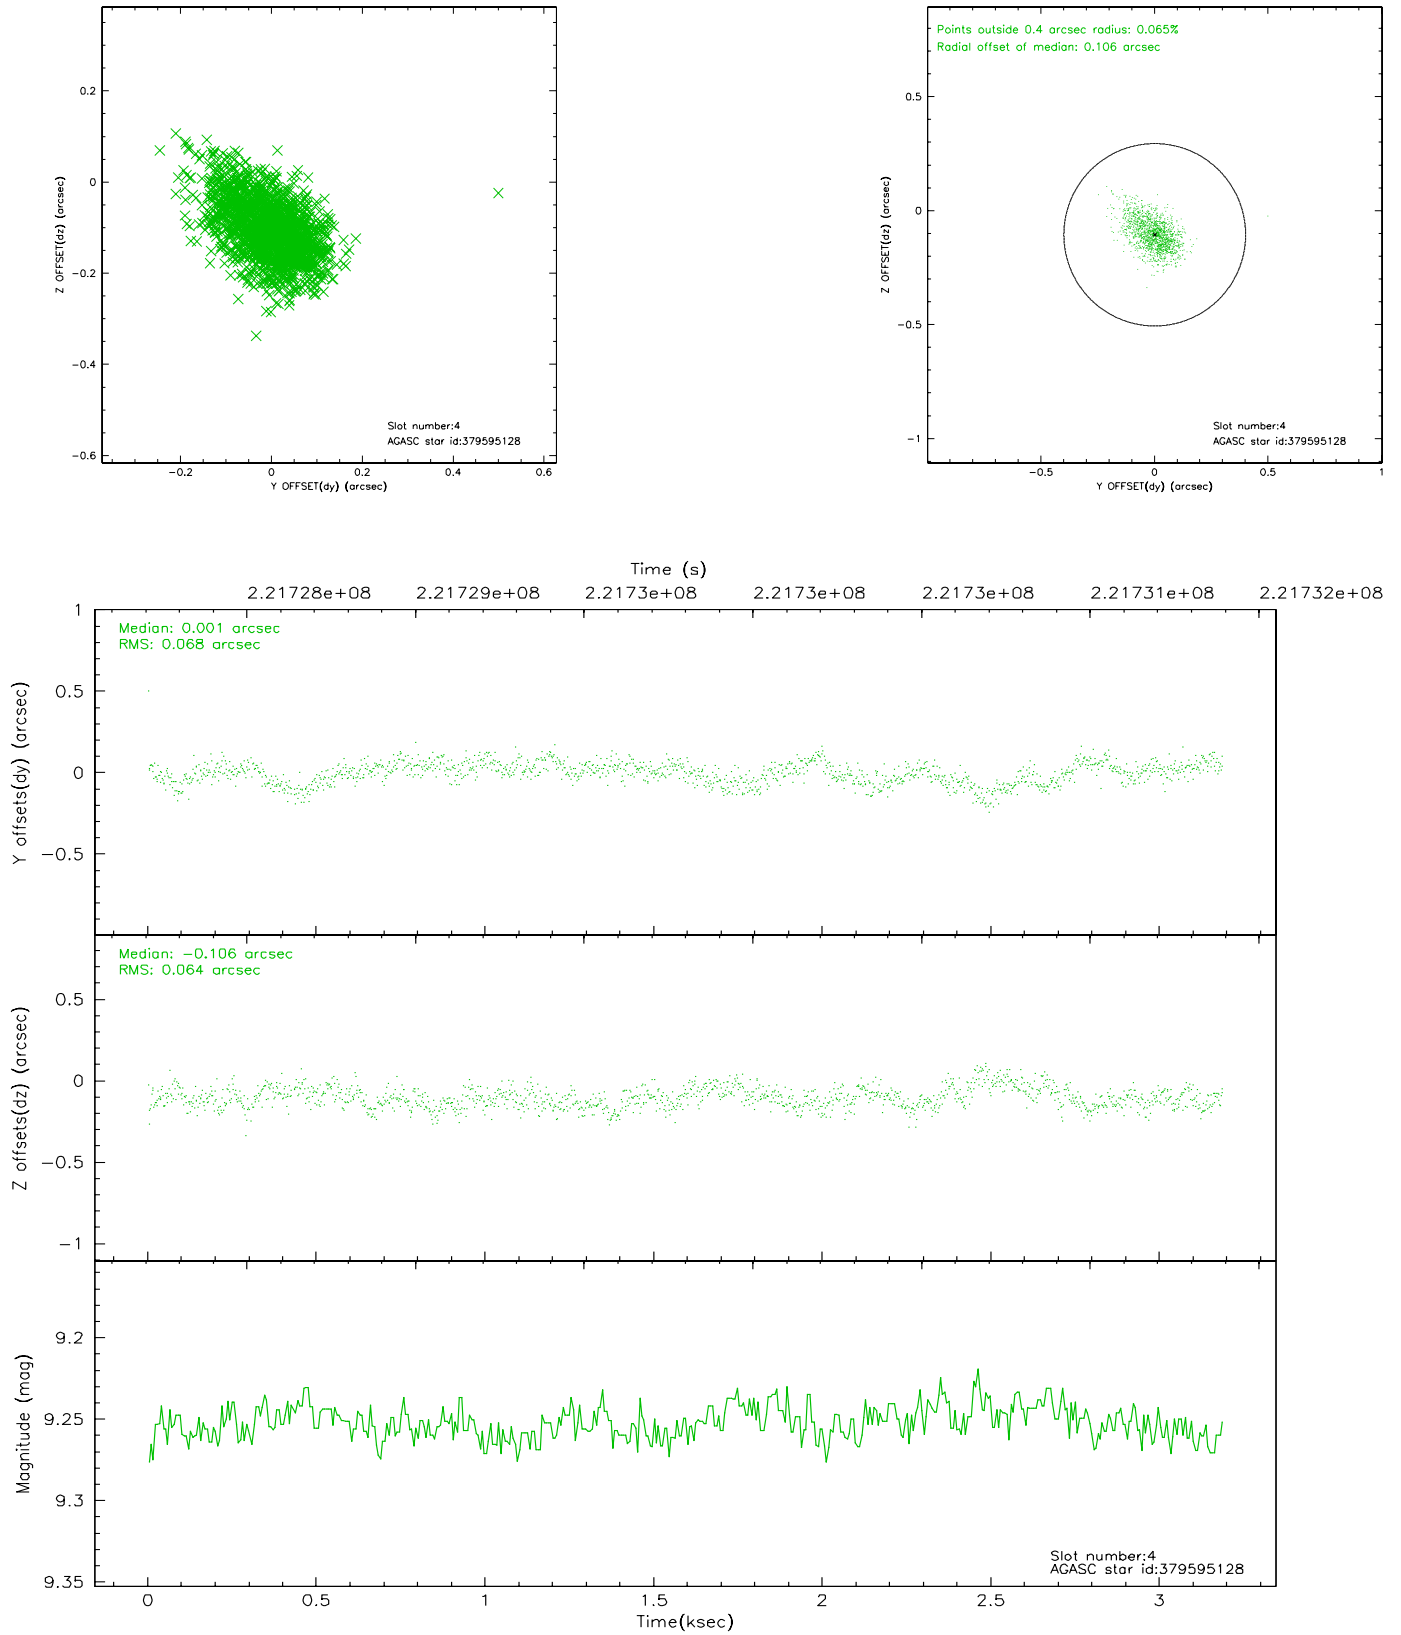 0.2
0
−0.2
−0.4
−0.6
Z OFFSET(dz) (arcsec)
Slot number:4
AGASC star id:379595128
−0.2 0 0.2 0.4 0.6
Y OFFSET(dy) (arcsec)
Points outside 0.4 arcsec radius: 0.065%
Radial offset of median: 0.106 arcsec
0.5
0
−0.5
−1
Z OFFSET(dz) (arcsec)
Slot number:4
AGASC star id:379595128
−0.5 0 0.5 1
Y OFFSET(dy) (arcsec)
Time (s)
2.21728e+08 2.21729e+08 2.2173e+08 2.2173e+08 2.2173e+08 2.21731e+08 2.21732e+08
Median: 0.001 arcsec
RMS: 0.068 arcsec
1
0.5
0
−0.5
Y offsets(dy) (arcsec)
Median: −0.106 arcsec
RMS: 0.064 arcsec
0.5
0
−0.5
−1
Z offsets(dz) (arcsec)
9.2
9.25
9.3
9.35
Magnitude (mag)
Slot number:4
AGASC star id:379595128
0 0.5 1 1.5 2 2.5 3
Time(ksec)